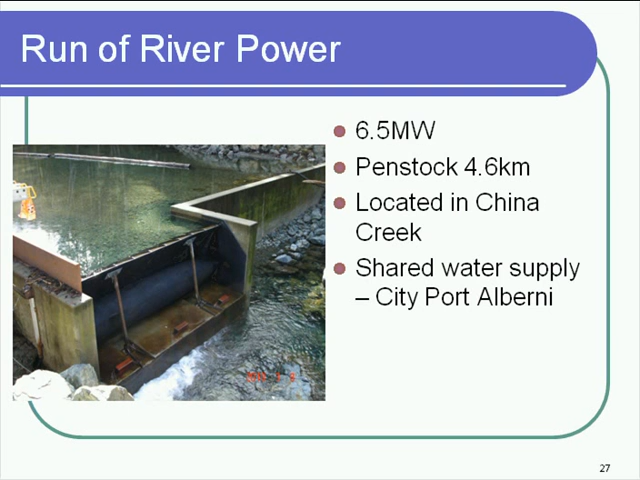 Run of River Power
6.5MW
Penstock 4.6km
Located in China
Creek
Shared water supply
– City Port Alberni
27